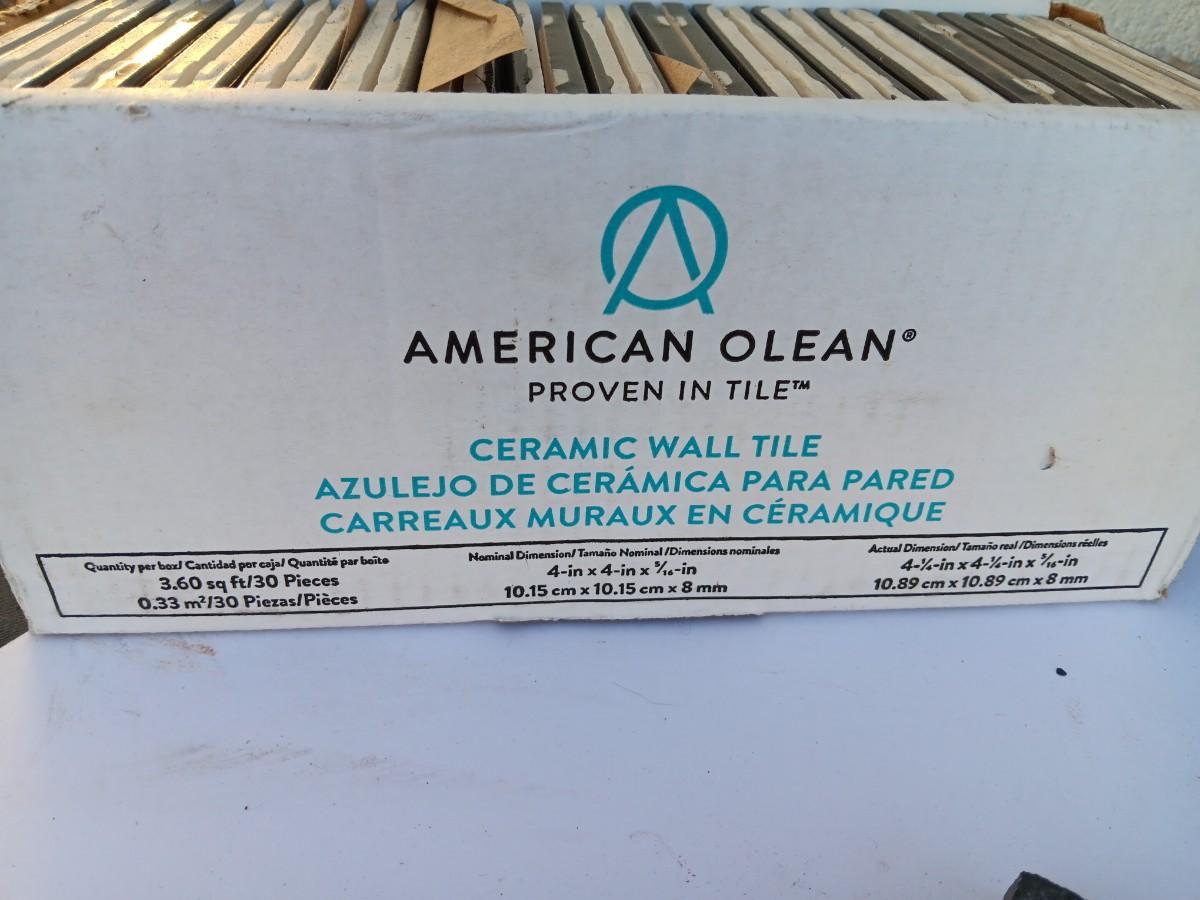 AMERICAN OLEAN®
PROVEN IN TILE™
CERAMIC WALL TILE
AZULEJO DE CERÁMICA PARA PARED
CARREAUX MURAUX EN CÉRAMIQUE
Quantity per box/ Cantidad por caja/ Quantité par boîte
3.60 sq ft/30 Pieces
0.33 m²/30 Piezas/Pièces
Nominal Dimension/ Tamaño Nominal /Dimensions nominales
4-in x 4-in x 5/16-in
10.15 cm x 10.15 cm x 8 mm
Actual Dimension/ Tamaño real /Dimensions réelles
4-¼-in x 4-¼-in x 5/16-in
10.89 cm x 10.89 cm x 8 mm